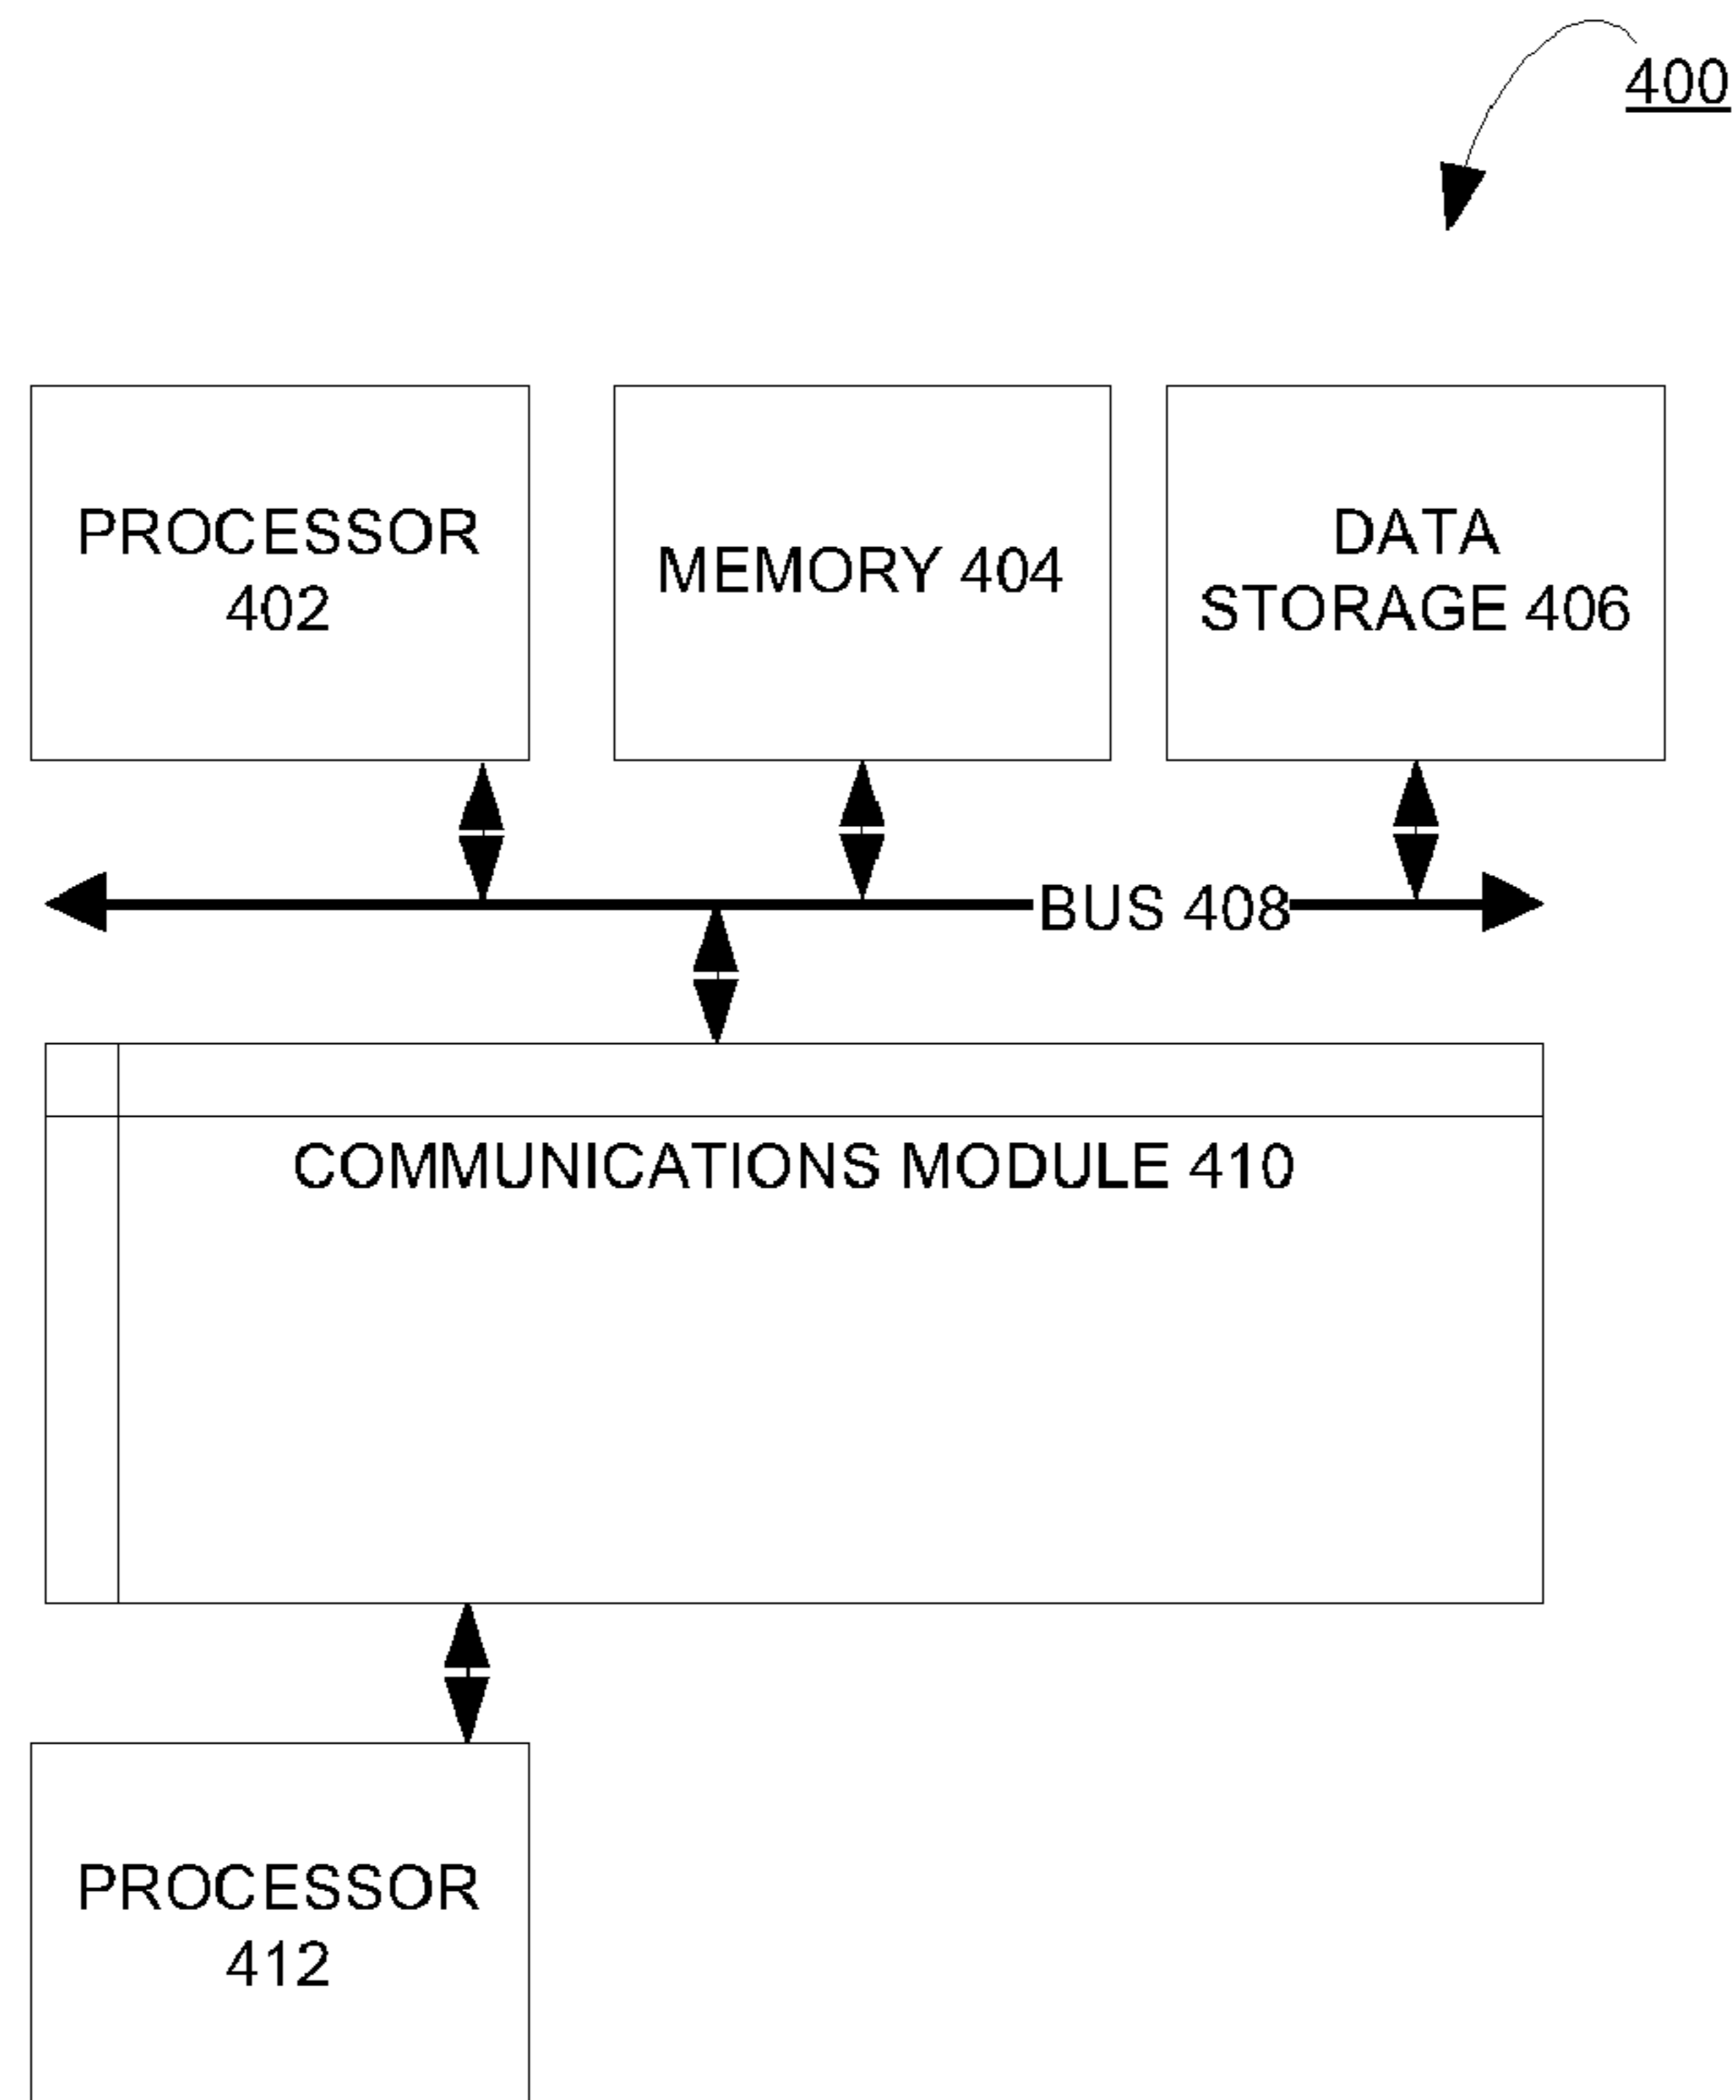 400
PROCESSOR
402
MEMORY 404
DATA
STORAGE 406
BUS 408
COMMUNICATIONS MODULE 410
PROCESSOR
412